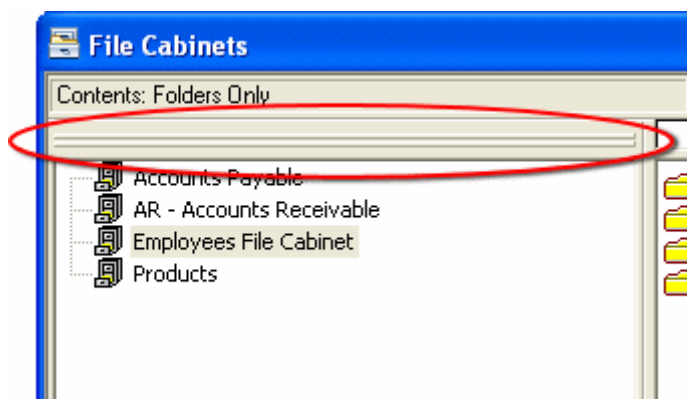 File Cabinets
Contents: Folders Only
Accounts Payable
AR - Accounts Receivable
Employees File Cabinet
Products